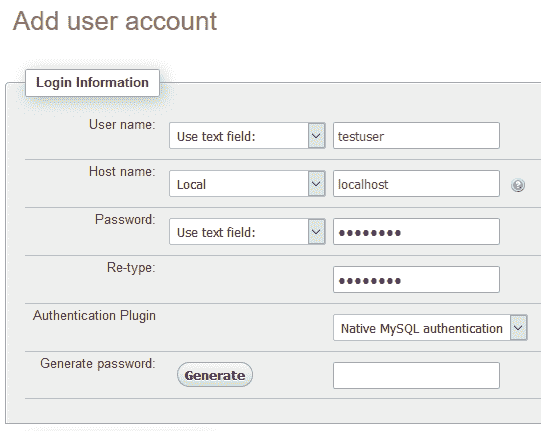 Add user account
Login Information
User name: Use text field: testuser
Host name: Local localhost
Password: Use text field: ••••••••
Re-type: ••••••••
Authentication Plugin Native MySQL authentication
Generate password: Generate